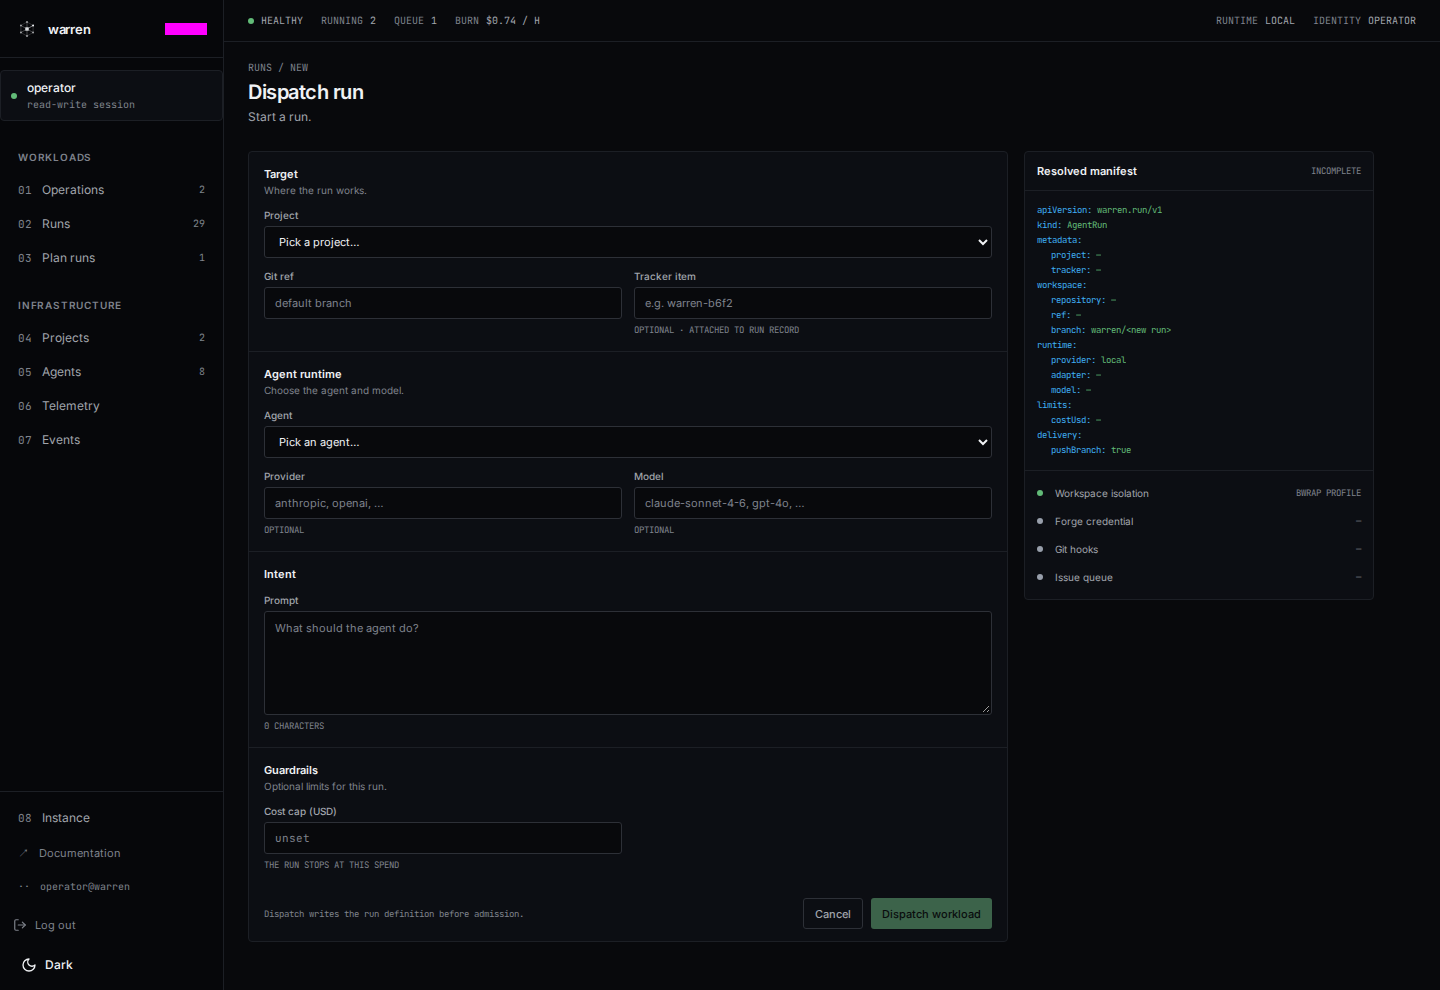 warren
operator
read-write session
WORKLOADS
01 Operations 2
02 Runs 29
03 Plan runs 1
INFRASTRUCTURE
04 Projects 2
05 Agents 8
06 Telemetry
07 Events
08 Instance
Documentation
operator@warren
Log out
Dark
HEALTHY RUNNING 2 QUEUE 1 BURN $0.74 / H RUNTIME LOCAL IDENTITY OPERATOR
RUNS / NEW
Dispatch run
Start a run.
Target
Where the run works.
Project
Pick a project...
Git ref Tracker item
default branch e.g. warren-b6f2
OPTIONAL · ATTACHED TO RUN RECORD
Agent runtime
Choose the agent and model.
Agent
Pick an agent...
Provider Model
anthropic, openai, ... claude-sonnet-4-6, gpt-4o, ...
OPTIONAL OPTIONAL
Intent
Prompt
What should the agent do?
0 CHARACTERS
Guardrails
Optional limits for this run.
Cost cap (USD)
unset
THE RUN STOPS AT THIS SPEND
Dispatch writes the run definition before admission. Cancel Dispatch workload
Resolved manifest INCOMPLETE
apiVersion: warren.run/v1
kind: AgentRun
metadata:
project: —
tracker: —
workspace:
repository: —
ref: —
branch: warren/<new run>
runtime:
provider: local
adapter: —
model: —
limits:
costUsd: —
delivery:
pushBranch: true
Workspace isolation BWRAP PROFILE
Forge credential —
Git hooks —
Issue queue —